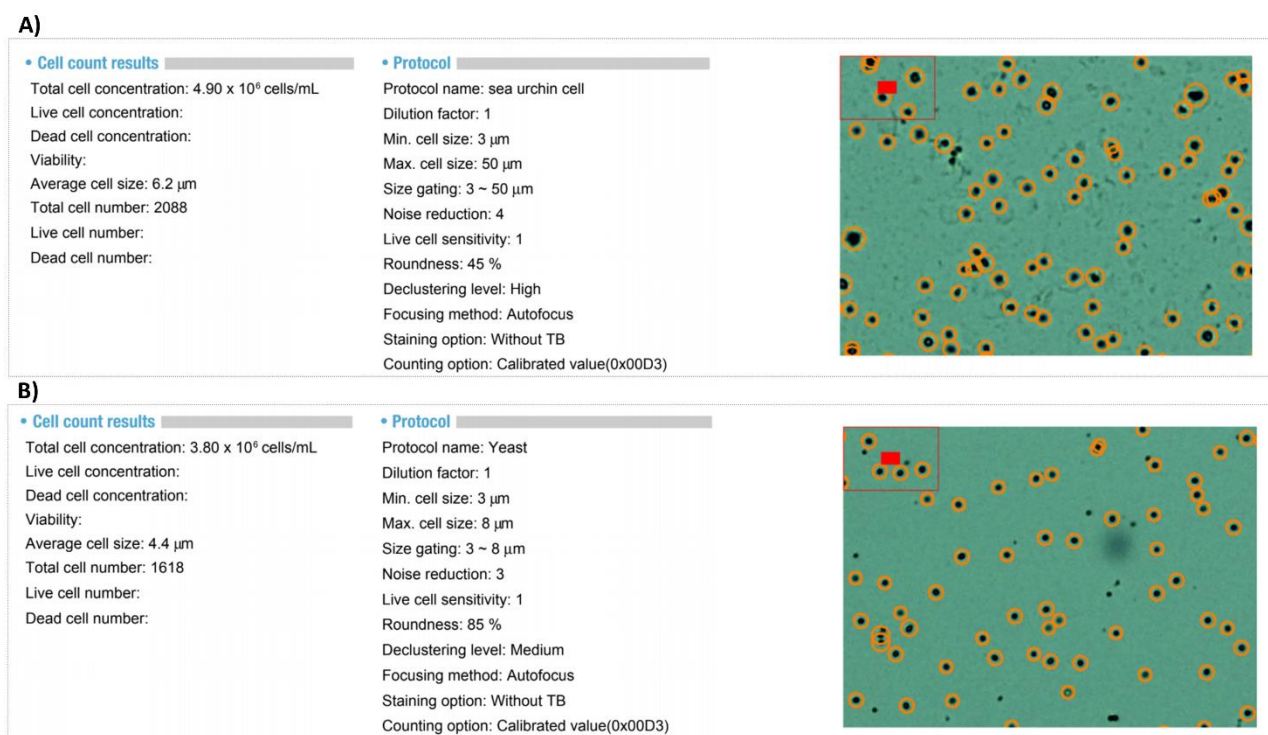 A)
• Cell count results
Total cell concentration: 4.90 x 10⁶ cells/mL
Live cell concentration:
Dead cell concentration:
Viability:
Average cell size: 6.2 μm
Total cell number: 2088
Live cell number:
Dead cell number:
• Protocol
Protocol name: sea urchin cell
Dilution factor: 1
Min. cell size: 3 μm
Max. cell size: 50 μm
Size gating: 3 ~ 50 μm
Noise reduction: 4
Live cell sensitivity: 1
Roundness: 45 %
Declustering level: High
Focusing method: Autofocus
Staining option: Without TB
Counting option: Calibrated value(0x00D3)
B)
• Cell count results
Total cell concentration: 3.80 x 10⁶ cells/mL
Live cell concentration:
Dead cell concentration:
Viability:
Average cell size: 4.4 μm
Total cell number: 1618
Live cell number:
Dead cell number:
• Protocol
Protocol name: Yeast
Dilution factor: 1
Min. cell size: 3 μm
Max. cell size: 8 μm
Size gating: 3 ~ 8 μm
Noise reduction: 3
Live cell sensitivity: 1
Roundness: 85 %
Declustering level: Medium
Focusing method: Autofocus
Staining option: Without TB
Counting option: Calibrated value(0x00D3)